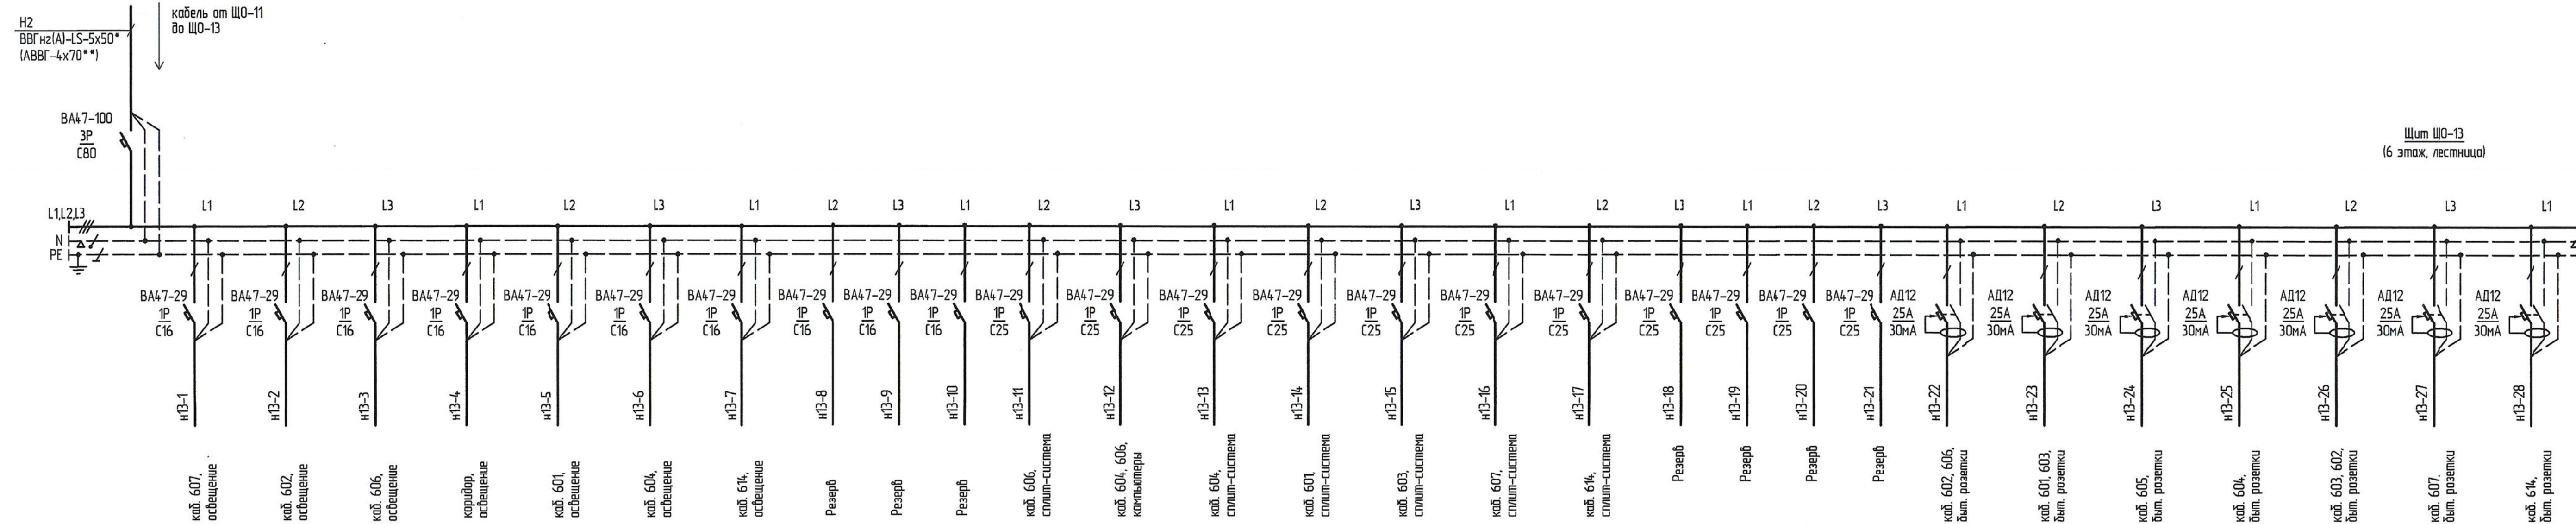 Н2
ВВГнг(А)-LS-5х50*
(АВВГ-4х70**)
кабель от ЩО-11
до ЩО-13
ВА47-100
3Р
С80
Щит ЩО-13
(6 этаж, лестница)
L1,L2,L3
N
PE
L1 L2 L3 L1 L2 L3 L1 L2 L3 L1 L2 L3 L1 L2 L3 L1 L2 L3 L1 L2 L3 L1 L2 L3 L1 L2 L3 L1
ВА47-29 ВА47-29 ВА47-29 ВА47-29 ВА47-29 ВА47-29 ВА47-29 ВА47-29 ВА47-29 ВА47-29 ВА47-29 ВА47-29 ВА47-29 ВА47-29 ВА47-29 ВА47-29 ВА47-29 ВА47-29 ВА47-29 ВА47-29 ВА47-29 АД12 АД12 АД12 АД12 АД12 АД12 АД12
1Р 1Р 1Р 1Р 1Р 1Р 1Р 1Р 1Р 1Р 1Р 1Р 1Р 1Р 1Р 1Р 1Р 1Р 1Р 1Р 1Р 25А 25А 25А 25А 25А 25А 25А
С16 С16 С16 С16 С16 С16 С16 С16 С16 С16 С25 С25 С25 С25 С25 С25 С25 С25 С25 С25 С25 30мА 30мА 30мА 30мА 30мА 30мА 30мА
н13-1
н13-2
н13-3
н13-4
н13-5
н13-6
н13-7
н13-8
н13-9
н13-10
н13-11
н13-12
н13-13
н13-14
н13-15
н13-16
н13-17
н13-18
н13-19
н13-20
н13-21
н13-22
н13-23
н13-24
н13-25
н13-26
н13-27
н13-28
каб. 607,
освещение
каб. 602,
освещение
каб. 606,
освещение
коридор,
освещение
каб. 601,
освещение
каб. 604,
освещение
каб. 614,
освещение
Резерв
Резерв
Резерв
каб. 606,
сплит-система
каб. 604, 606,
компьютеры
каб. 604,
сплит-система
каб. 601,
сплит-система
каб. 603,
сплит-система
каб. 607,
сплит-система
каб. 614,
сплит-система
Резерв
Резерв
Резерв
Резерв
каб. 602, 606,
быт. розетки
каб. 601, 603,
быт. розетки
каб. 605,
быт. розетки
каб. 604,
быт. розетки
каб. 603, 602,
быт. розетки
каб. 607,
быт. розетки
каб. 614,
быт. розетки